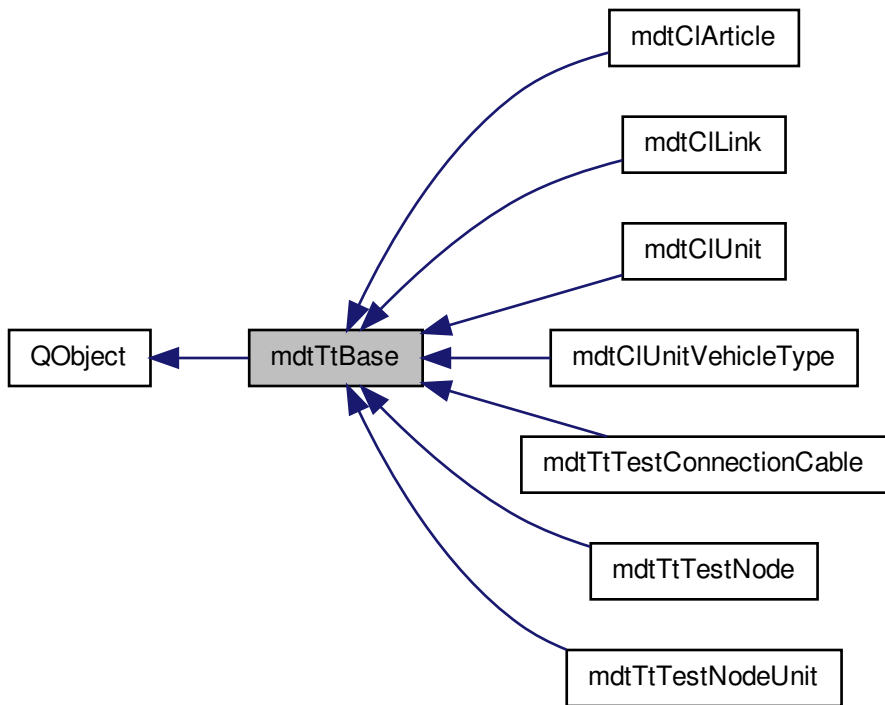 mdtClArticle
mdtClLink
mdtClUnit
QObject
mdtTtBase
mdtClUnitVehicleType
mdtTtTestConnectionCable
mdtTtTestNode
mdtTtTestNodeUnit